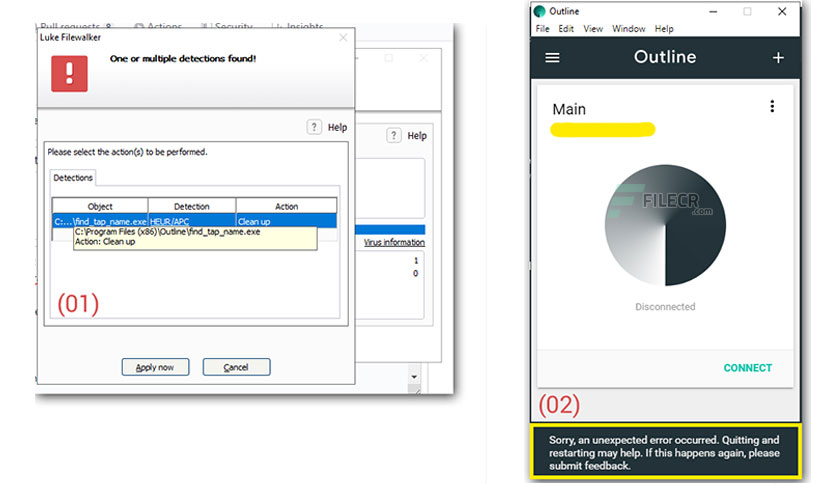 Pull requests 8 Actions Security Insights
Luke Filewalker
One or multiple detections found!
? Help
? Help
Please select the action(s) to be performed.
Detections
Object Detection Action
C:...\find_tap_name.exe HEUR/APC Clean up
C:\Program Files (x86)\Outline\find_tap_name.exe
Action: Clean up
Virus information
1
0
(01)
Apply now Cancel
Outline
File Edit View Window Help
Outline
Main
FILECR
.com
Disconnected
CONNECT
(02)
Sorry, an unexpected error occurred. Quitting and
restarting may help. If this happens again, please
submit feedback.